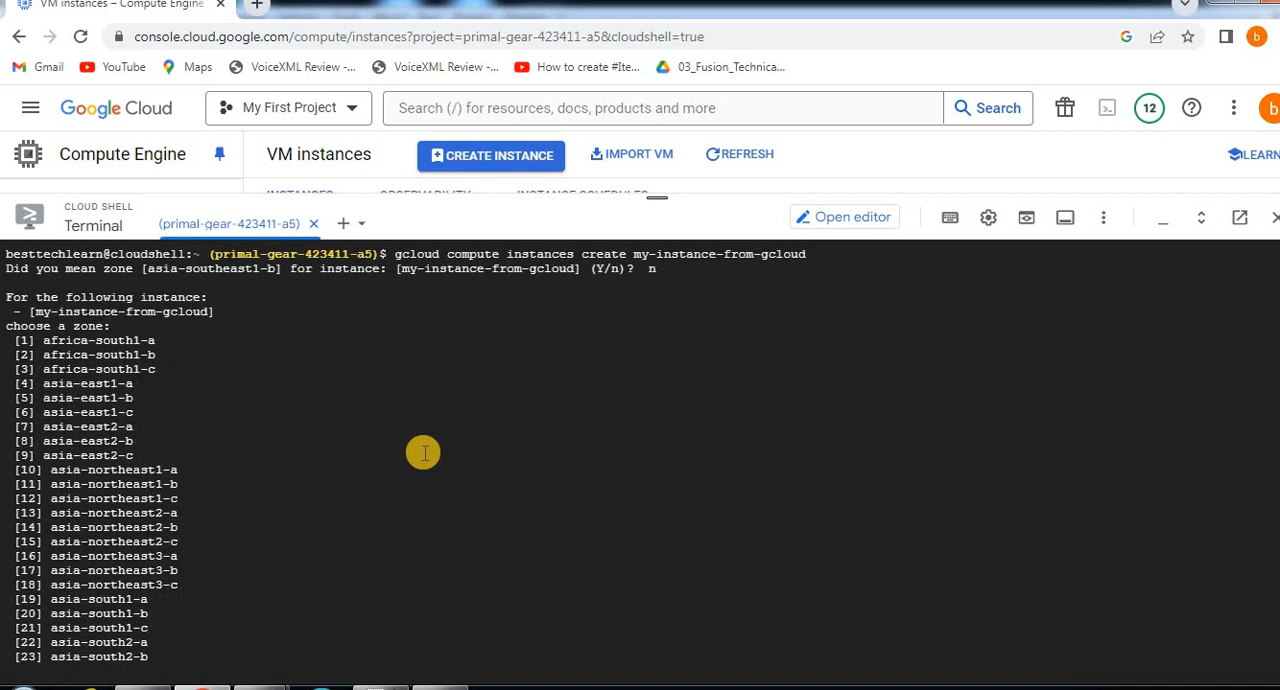 VM instances – Compute Engine
console.cloud.google.com/compute/instances?project=primal-gear-423411-a5&cloudshell=true
Gmail YouTube Maps VoiceXML Review -... VoiceXML Review -... How to create #Ite... 03_Fusion_Technica...
Google Cloud My First Project Search (/) for resources, docs, products and more Search 12 b
Compute Engine VM instances CREATE INSTANCE IMPORT VM REFRESH LEARN
INSTANCES OBSERVABILITY INSTANCE SCHEDULES
CLOUD SHELL
Terminal (primal-gear-423411-a5) Open editor
besttechlearn@cloudshell:~ (primal-gear-423411-a5)$ gcloud compute instances create my-instance-from-gcloud
Did you mean zone [asia-southeast1-b] for instance: [my-instance-from-gcloud] (Y/n)? n
For the following instance:
- [my-instance-from-gcloud]
choose a zone:
[1] africa-south1-a
[2] africa-south1-b
[3] africa-south1-c
[4] asia-east1-a
[5] asia-east1-b
[6] asia-east1-c
[7] asia-east2-a
[8] asia-east2-b
[9] asia-east2-c
[10] asia-northeast1-a
[11] asia-northeast1-b
[12] asia-northeast1-c
[13] asia-northeast2-a
[14] asia-northeast2-b
[15] asia-northeast2-c
[16] asia-northeast3-a
[17] asia-northeast3-b
[18] asia-northeast3-c
[19] asia-south1-a
[20] asia-south1-b
[21] asia-south1-c
[22] asia-south2-a
[23] asia-south2-b